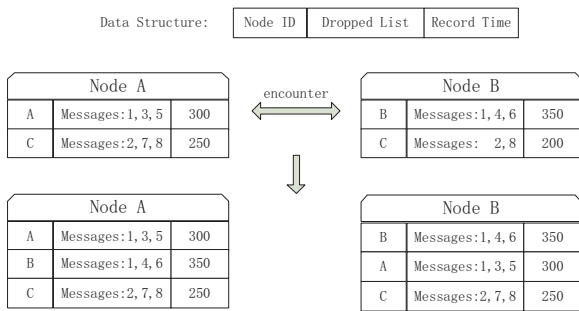 Data Structure: Node ID Dropped List Record Time
Node A
A Messages:1,3,5 300
C Messages:2,7,8 250
encounter
Node B
B Messages:1,4,6 350
C Messages: 2,8 200
Node A
A Messages:1,3,5 300
B Messages:1,4,6 350
C Messages:2,7,8 250
Node B
B Messages:1,4,6 350
A Messages:1,3,5 300
C Messages:2,7,8 250